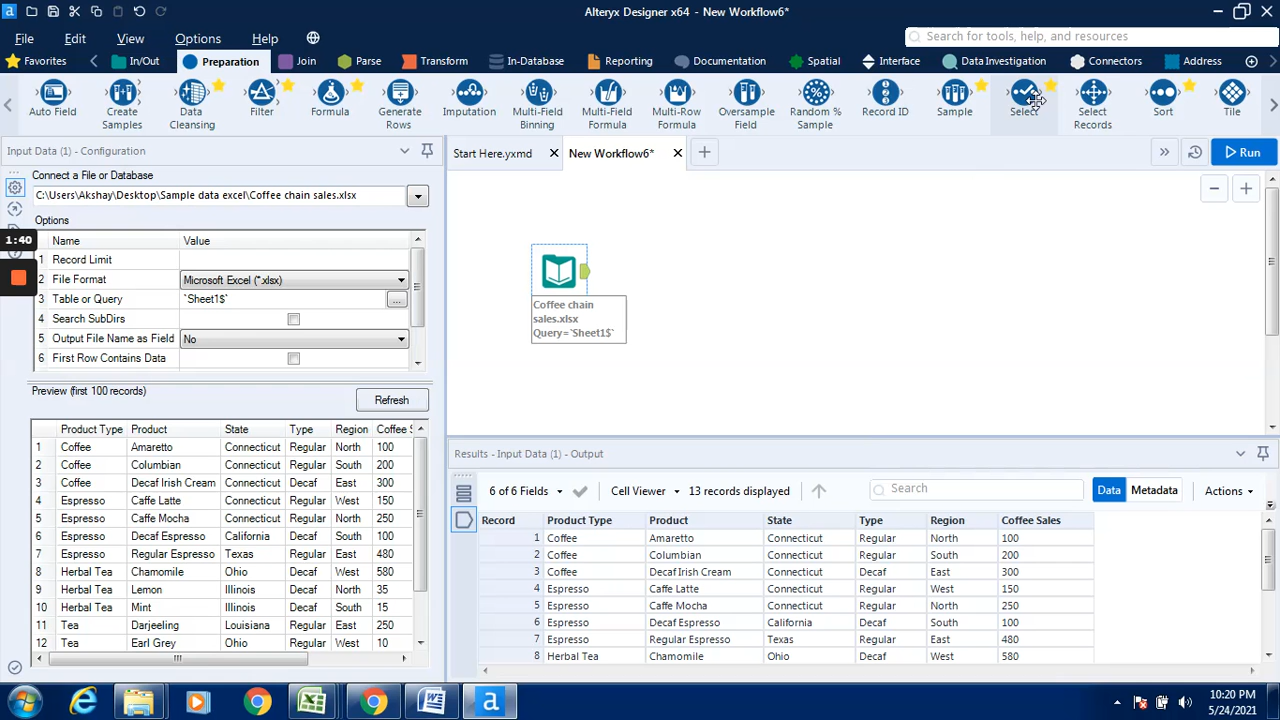 Alteryx Designer x64 - New Workflow6*
File Edit View Options Help
Search for tools, help, and resources
Favorites In/Out Preparation Join Parse Transform In-Database Reporting Documentation Spatial Interface Data Investigation Connectors Address
Auto Field
Create Samples
Data Cleansing
Filter
Formula
Generate Rows
Imputation
Multi-Field Binning
Multi-Field Formula
Multi-Row Formula
Oversample Field
Random % Sample
Record ID
Sample
Select
Select Records
Sort
Tile
Input Data (1) - Configuration
Start Here.yxmd
New Workflow6*
Run
Connect a File or Database
C:\Users\Akshay\Desktop\Sample data excel\Coffee chain sales.xlsx
Options
Name Value
1 Record Limit
2 File Format Microsoft Excel (*.xlsx)
3 Table or Query `Sheet1$` ...
4 Search SubDirs
5 Output File Name as Field No
6 First Row Contains Data
1:40
Coffee chain
sales.xlsx
Query=`Sheet1$`
Preview (first 100 records)
Refresh
Product Type Product State Type Region Coffee S
1 Coffee Amaretto Connecticut Regular North 100
2 Coffee Columbian Connecticut Regular South 200
3 Coffee Decaf Irish Cream Connecticut Decaf East 300
4 Espresso Caffe Latte Connecticut Regular West 150
5 Espresso Caffe Mocha Connecticut Regular North 250
6 Espresso Decaf Espresso California Decaf South 100
7 Espresso Regular Espresso Texas Regular East 480
8 Herbal Tea Chamomile Ohio Decaf West 580
9 Herbal Tea Lemon Illinois Decaf North 35
10 Herbal Tea Mint Illinois Decaf South 15
11 Tea Darjeeling Louisiana Regular East 250
12 Tea Earl Grey Ohio Regular West 10
Results - Input Data (1) - Output
6 of 6 Fields Cell Viewer 13 records displayed Search Data Metadata Actions
Record Product Type Product State Type Region Coffee Sales
1 Coffee Amaretto Connecticut Regular North 100
2 Coffee Columbian Connecticut Regular South 200
3 Coffee Decaf Irish Cream Connecticut Decaf East 300
4 Espresso Caffe Latte Connecticut Regular West 150
5 Espresso Caffe Mocha Connecticut Regular North 250
6 Espresso Decaf Espresso California Decaf South 100
7 Espresso Regular Espresso Texas Regular East 480
8 Herbal Tea Chamomile Ohio Decaf West 580
10:20 PM
5/24/2021